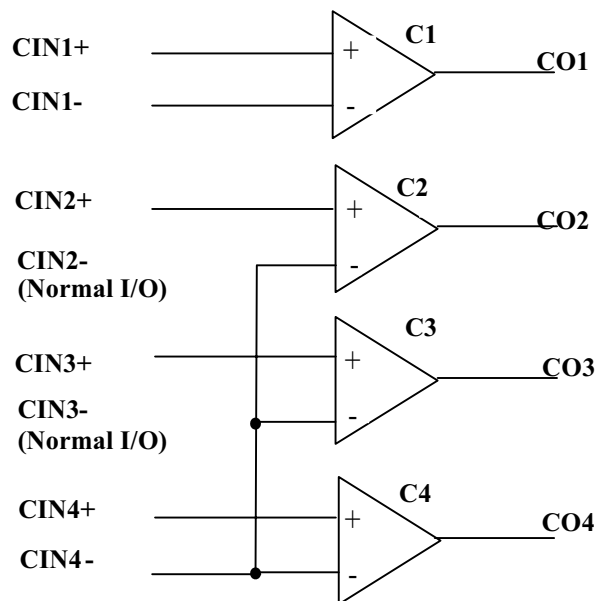 CIN1+
+
C1
CO1
CIN1-
-
CIN2+
+
C2
CO2
CIN2-
(Normal I/O)
-
CIN3+
+
C3
CO3
CIN3-
(Normal I/O)
-
CIN4+
+
C4
CO4
CIN4-
-